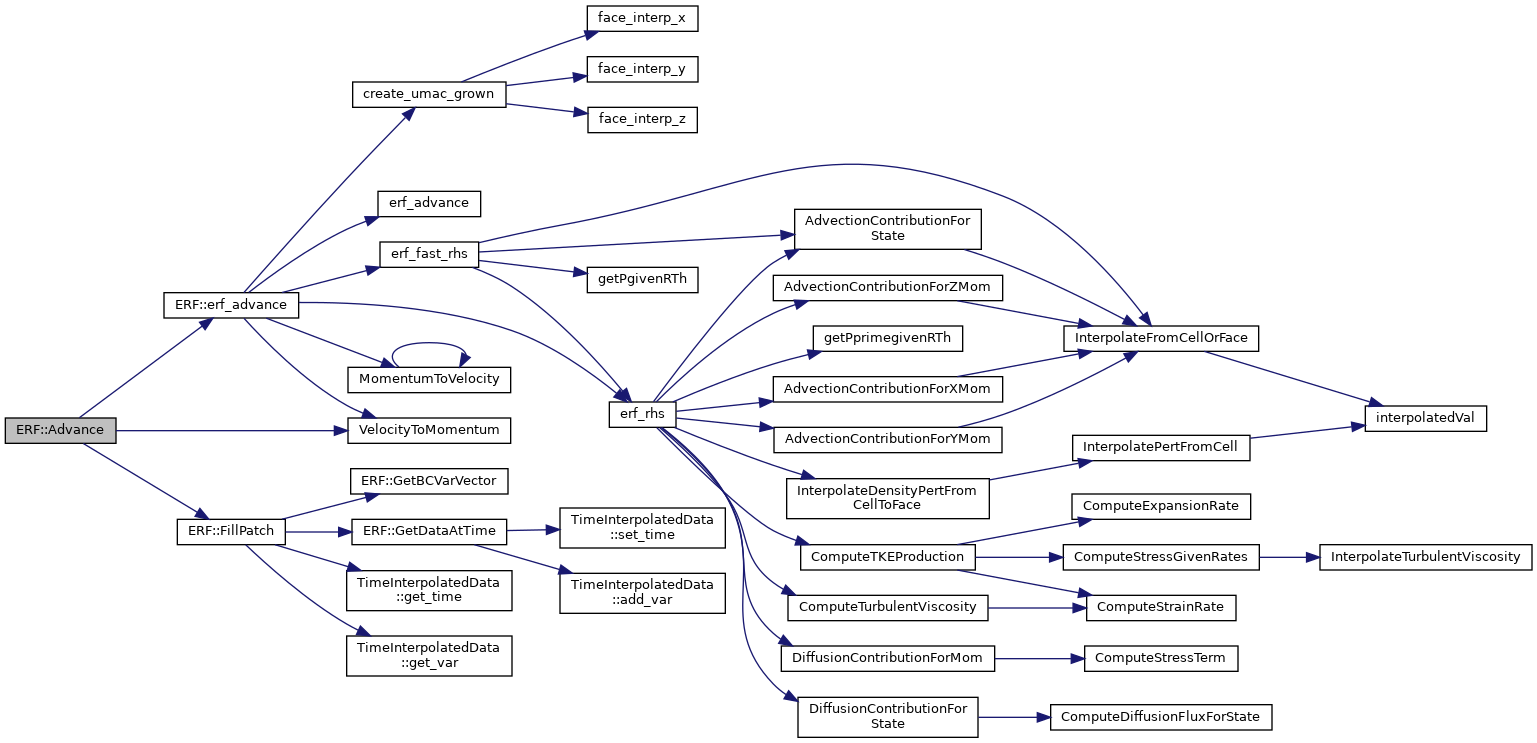 face_interp_x
face_interp_y
create_umac_grown
face_interp_z
erf_advance
AdvectionContributionFor
State
erf_fast_rhs
getPgivenRTh
AdvectionContributionForZMom
ERF::erf_advance
getPprimegivenRTh
InterpolateFromCellOrFace
MomentumToVelocity
AdvectionContributionForXMom
erf_rhs
interpolatedVal
ERF::Advance
VelocityToMomentum
AdvectionContributionForYMom
InterpolatePertFromCell
ERF::GetBCVarVector
InterpolateDensityPertFrom
CellToFace
ComputeExpansionRate
ERF::FillPatch
ERF::GetDataAtTime
TimeInterpolatedData
::set_time
ComputeTKEProduction
ComputeStressGivenRates
InterpolateTurbulentViscosity
TimeInterpolatedData
::get_time
TimeInterpolatedData
::add_var
ComputeTurbulentViscosity
ComputeStrainRate
TimeInterpolatedData
::get_var
DiffusionContributionForMom
ComputeStressTerm
DiffusionContributionFor
State
ComputeDiffusionFluxForState